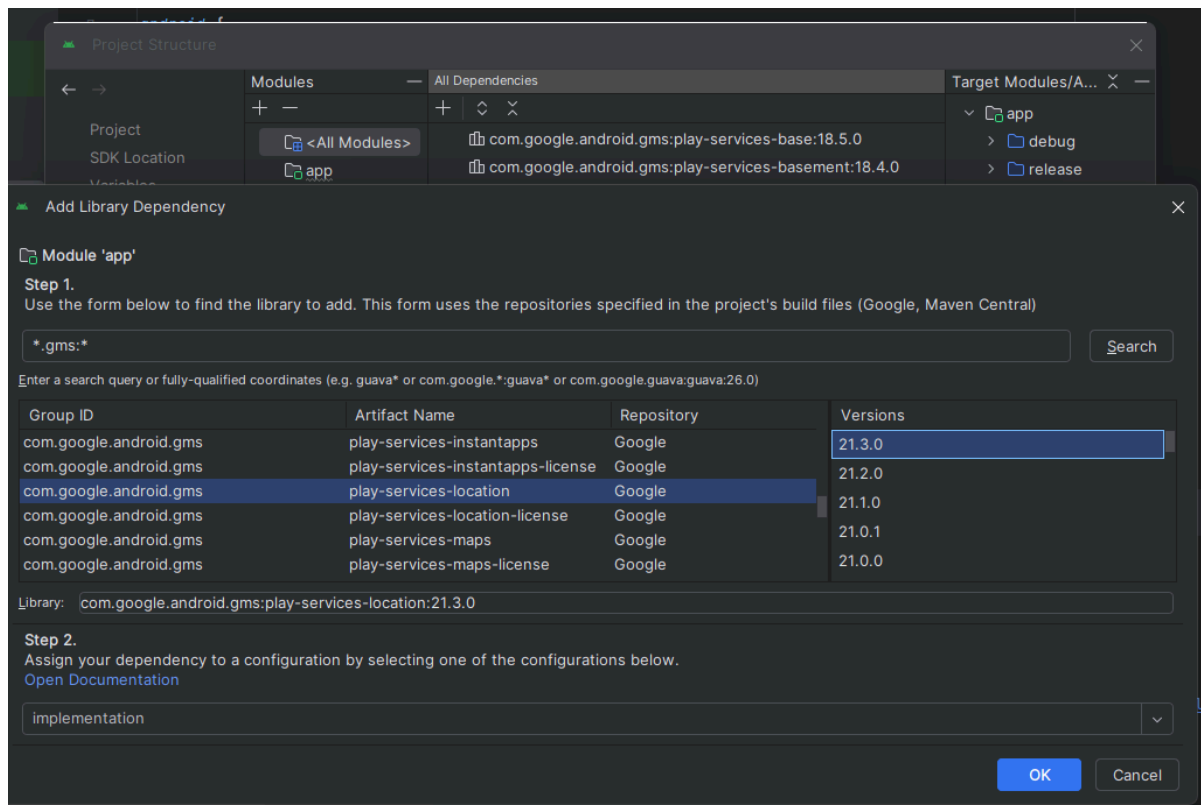 android {
Project Structure
Modules
All Dependencies
Target Modules/A...
Project
SDK Location
Variables
<All Modules>
app
com.google.android.gms:play-services-base:18.5.0
com.google.android.gms:play-services-basement:18.4.0
app
debug
release
Add Library Dependency
Module 'app'
Step 1.
Use the form below to find the library to add. This form uses the repositories specified in the project's build files (Google, Maven Central)
*.gms:*
Search
Enter a search query or fully-qualified coordinates (e.g. guava* or com.google.*:guava* or com.google.guava:guava:26.0)
Group ID Artifact Name Repository Versions
com.google.android.gms play-services-instantapps Google
com.google.android.gms play-services-instantapps-license Google
com.google.android.gms play-services-location Google
com.google.android.gms play-services-location-license Google
com.google.android.gms play-services-maps Google
com.google.android.gms play-services-maps-license Google
21.3.0
21.2.0
21.1.0
21.0.1
21.0.0
Library: com.google.android.gms:play-services-location:21.3.0
Step 2.
Assign your dependency to a configuration by selecting one of the configurations below.
Open Documentation
implementation
OK
Cancel